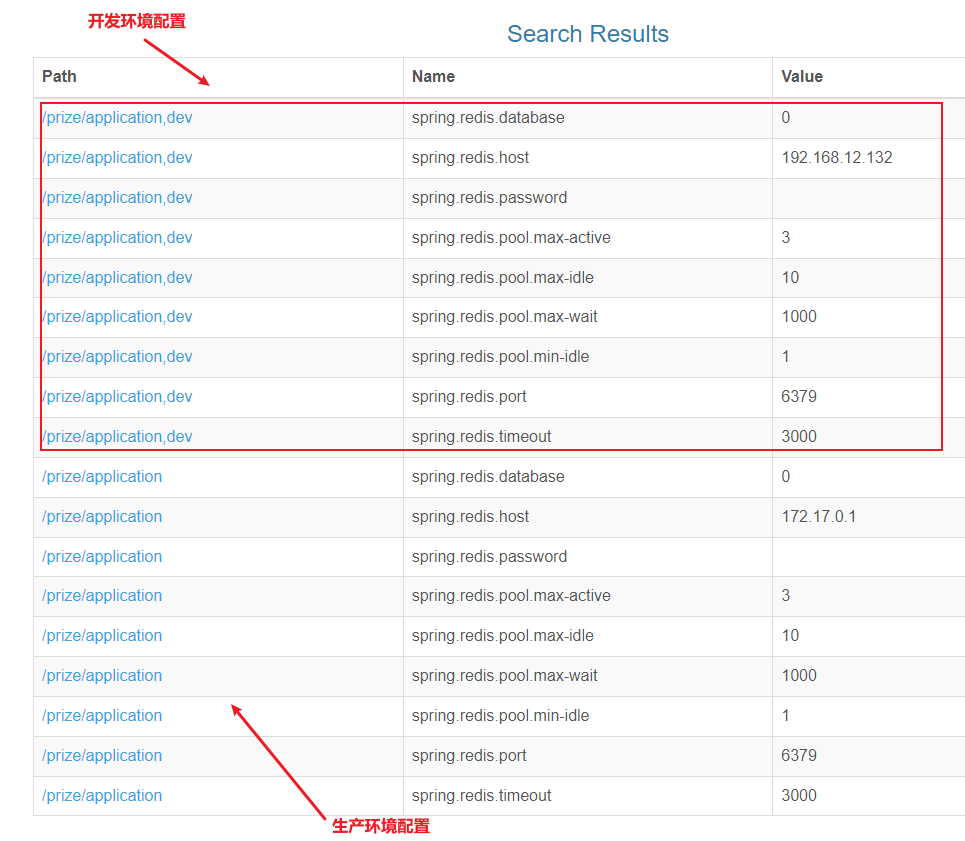 开发环境配置
Search Results
Path Name Value
/prize/application,dev spring.redis.database 0
/prize/application,dev spring.redis.host 192.168.12.132
/prize/application,dev spring.redis.password
/prize/application,dev spring.redis.pool.max-active 3
/prize/application,dev spring.redis.pool.max-idle 10
/prize/application,dev spring.redis.pool.max-wait 1000
/prize/application,dev spring.redis.pool.min-idle 1
/prize/application,dev spring.redis.port 6379
/prize/application,dev spring.redis.timeout 3000
/prize/application spring.redis.database 0
/prize/application spring.redis.host 172.17.0.1
/prize/application spring.redis.password
/prize/application spring.redis.pool.max-active 3
/prize/application spring.redis.pool.max-idle 10
/prize/application spring.redis.pool.max-wait 1000
/prize/application spring.redis.pool.min-idle 1
/prize/application spring.redis.port 6379
/prize/application spring.redis.timeout 3000
生产环境配置